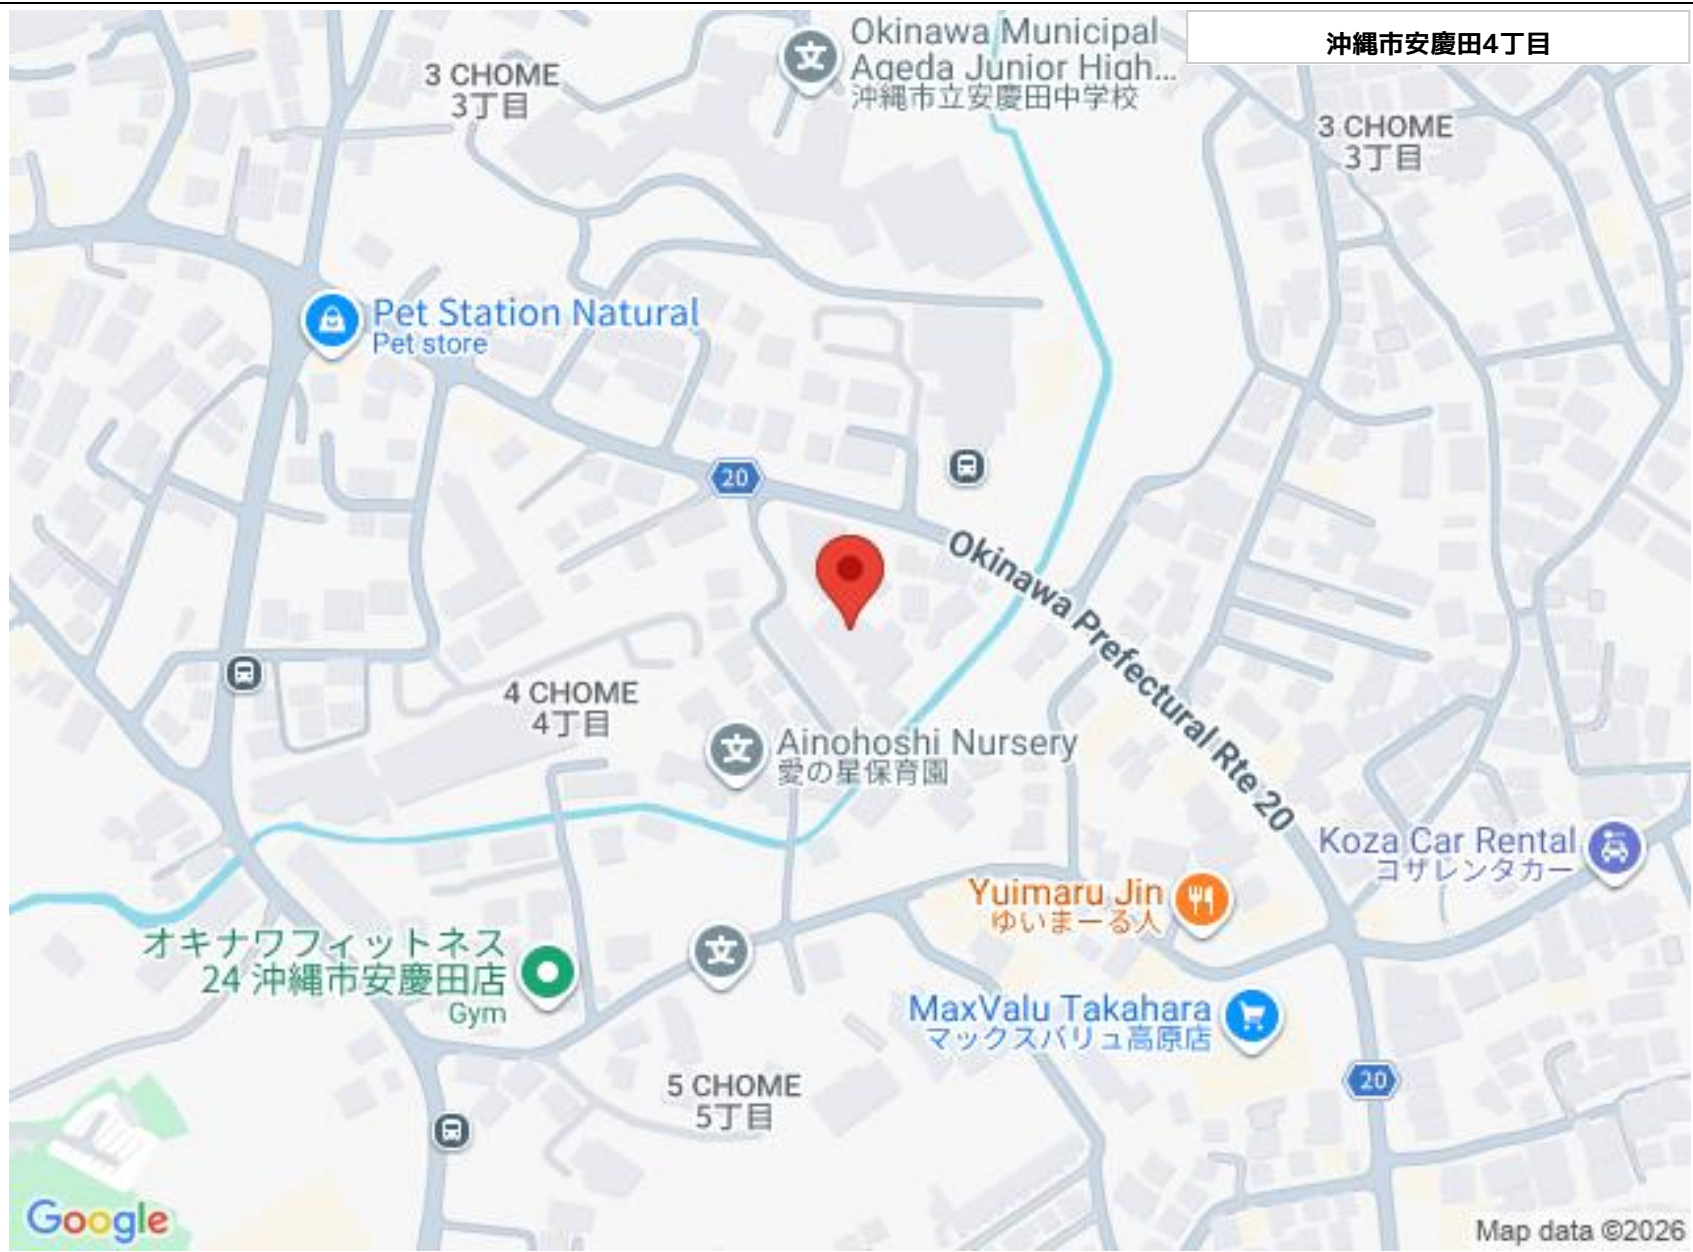 沖縄市安慶田4丁目
Okinawa Municipal
Ageda Junior High...
沖縄市立安慶田中学校
3 CHOME
3丁目
3 CHOME
3丁目
Pet Station Natural
Pet store
20
Okinawa Prefectural Rte 20
4 CHOME
4丁目
Ainohoshi Nursery
愛の星保育園
Koza Car Rental
コザレンタカー
Yuimaru Jin
ゆいまーる人
オキナワフィットネス
24 沖縄市安慶田店
Gym
MaxValu Takahara
マックスバリュ高原店
20
5 CHOME
5丁目
文
文
文
Google
Map data ©2026